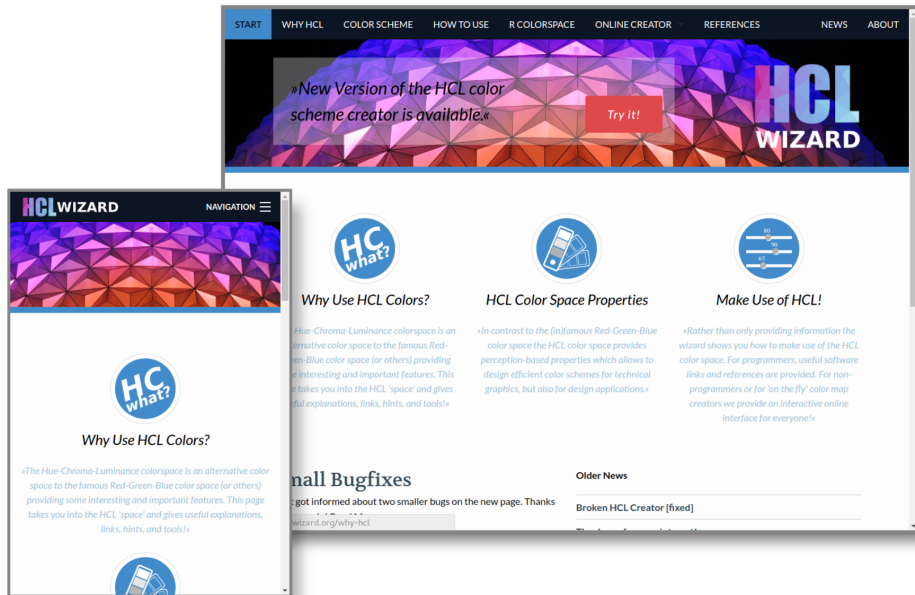 START WHY HCL COLOR SCHEME HOW TO USE R COLORSPACE ONLINE CREATOR REFERENCES NEWS ABOUT
»New Version of the HCL color
scheme creator is available.«
Try it!
HCL
WIZARD
HC
what?
Why Use HCL Colors?
Hue-Chroma-Luminance colorspace is an
ernative color space to the famous Red-
en-Blue color space (or others) providing
e interesting and important features. This
e takes you into the HCL 'space' and gives
ful explanations, links, hints, and tools!«
HCL Color Space Properties
»In contrast to the (in)famous Red-Green-Blue
color space the HCL color space provides
perception-based properties which allows to
design efficient color schemes for technical
graphics, but also for design applications.«
80
90
65
Make Use of HCL!
»Rather than only providing information the
wizard shows you how to make use of the HCL
color space. For programmers, useful software
links and references are provided. For non-
programmers or for 'on the fly' color map
creators we provide an interactive online
interface for everyone!«
mall Bugfixes
t got informed about two smaller bugs on the new page. Thanks
wizard.org/why-hcl
Older News
Broken HCL Creator [fixed]
HCL WIZARD NAVIGATION
HC
what?
Why Use HCL Colors?
»The Hue-Chroma-Luminance colorspace is an alternative color
space to the famous Red-Green-Blue color space (or others)
providing some interesting and important features. This page
takes you into the HCL 'space' and gives useful explanations,
links, hints, and tools!«